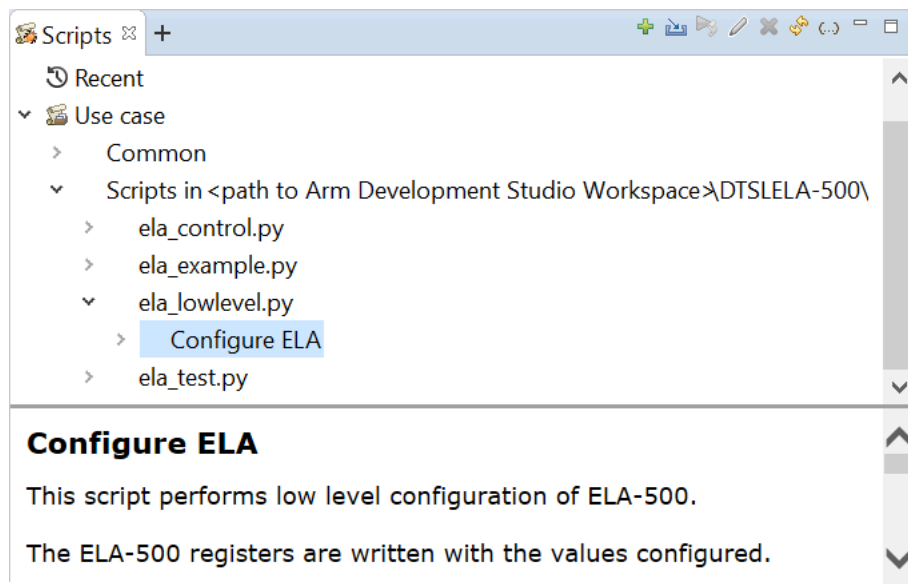 Scripts
Recent
Use case
Common
Scripts in <path to Arm Development Studio Workspace>\DTSLELA-500\
ela_control.py
ela_example.py
ela_lowlevel.py
Configure ELA
ela_test.py
Configure ELA
This script performs low level configuration of ELA-500.
The ELA-500 registers are written with the values configured.